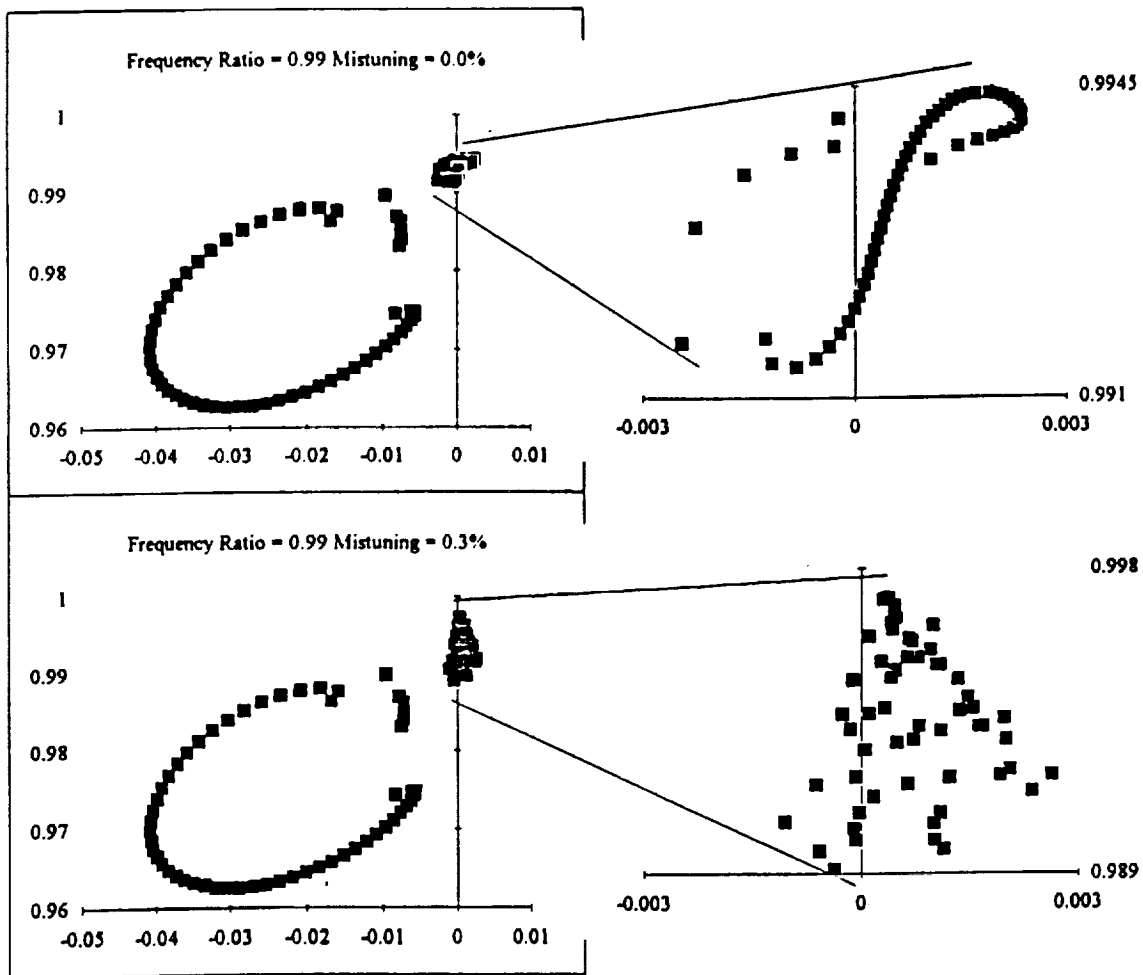 Frequency Ratio = 0.99 Mistuning = 0.0%
1
0.99
0.98
0.97
0.96
-0.05 -0.04 -0.03 -0.02 -0.01 0 0.01
0.9945
0.991
-0.003 0 0.003
Frequency Ratio = 0.99 Mistuning = 0.3%
1
0.99
0.98
0.97
0.96
-0.05 -0.04 -0.03 -0.02 -0.01 0 0.01
0.998
0.989
-0.003 0 0.003